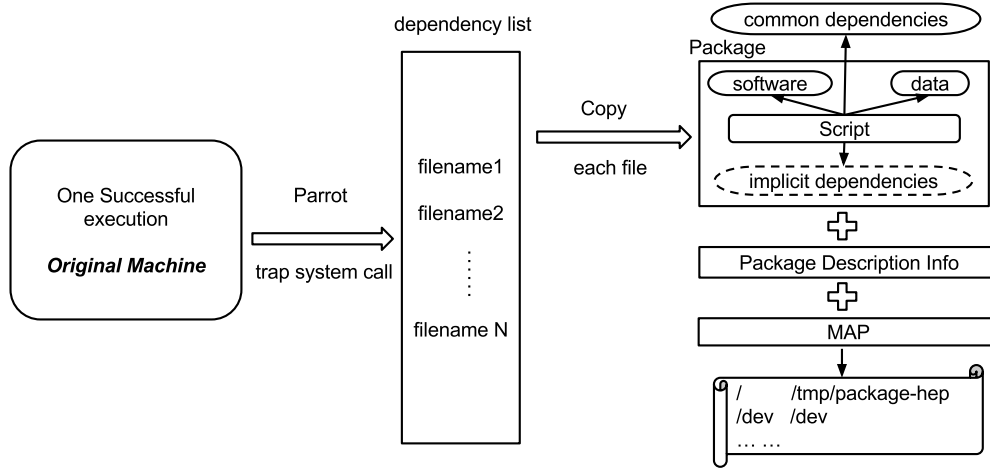 One Successful
execution
Original Machine
Parrot
trap system call
dependency list
filename1
filename2
filename N
Copy
each file
common dependencies
Package
software
data
Script
implicit dependencies
Package Description Info
MAP
/ /tmp/package-hep
/dev /dev
... ...